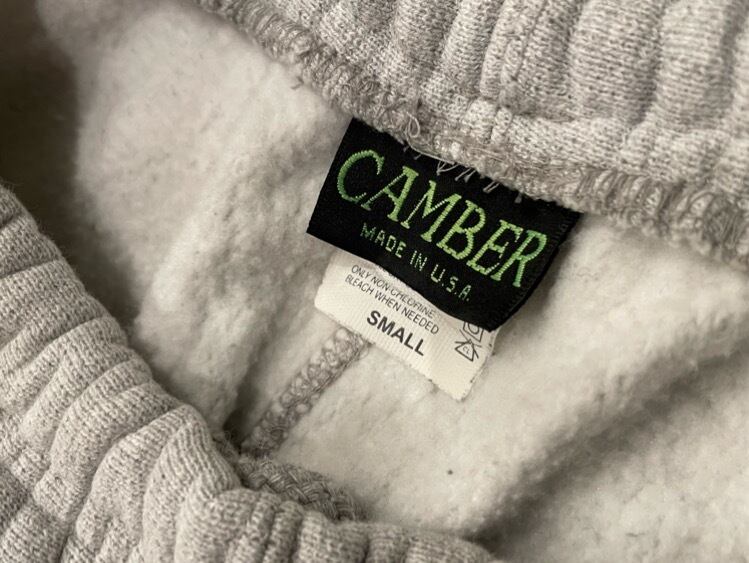 CAMBER
MADE IN U.S.A.
ONLY NON-CHLORINE
BLEACH WHEN NEEDED
SMALL